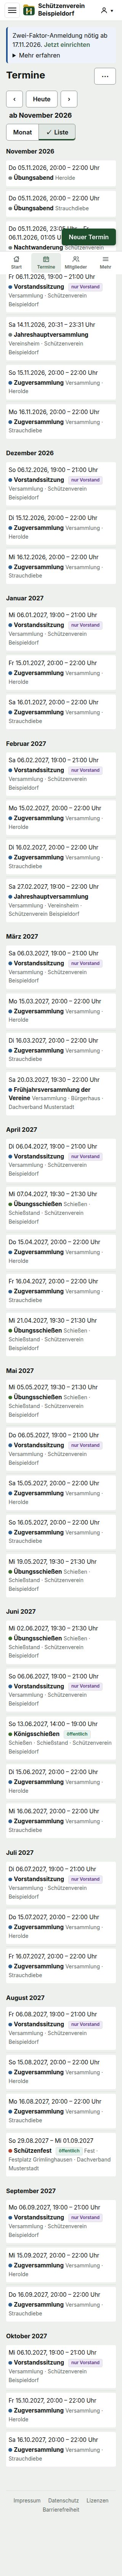 Schützenverein
Beispieldorf
Zwei-Faktor-Anmeldung nötig ab
17.11.2026. Jetzt einrichten
▶ Mehr erfahren
Termine
‹ Heute ›
ab November 2026
Monat ✓ Liste
November 2026
Do 05.11.2026, 20:00 – 22:00 Uhr
Übungsabend Herolde
Do 05.11.2026, 20:00 – 22:00 Uhr
Übungsabend Strauchdiebe
Do 05.11.2026, 23:05
06.11.2026, 01:05 U
Nachtwanderung Schützenverein
Neuer Termin
Start
Termine
Mitglieder
Mehr
Fr 06.11.2026, 19:00 – 21:00 Uhr
Vorstandssitzung nur Vorstand
Versammlung · Schützenverein
Beispieldorf
Sa 14.11.2026, 20:31 – 23:31 Uhr
Jahreshauptversammlung
Vereinsheim · Schützenverein
Beispieldorf
So 15.11.2026, 20:00 – 22:00 Uhr
Zugversammlung Versammlung ·
Herolde
Mo 16.11.2026, 20:00 – 22:00 Uhr
Zugversammlung Versammlung ·
Strauchdiebe
Dezember 2026
So 06.12.2026, 19:00 – 21:00 Uhr
Vorstandssitzung nur Vorstand
Versammlung · Schützenverein
Beispieldorf
Di 15.12.2026, 20:00 – 22:00 Uhr
Zugversammlung Versammlung ·
Herolde
Mi 16.12.2026, 20:00 – 22:00 Uhr
Zugversammlung Versammlung ·
Strauchdiebe
Januar 2027
Mi 06.01.2027, 19:00 – 21:00 Uhr
Vorstandssitzung nur Vorstand
Versammlung · Schützenverein
Beispieldorf
Fr 15.01.2027, 20:00 – 22:00 Uhr
Zugversammlung Versammlung ·
Herolde
Sa 16.01.2027, 20:00 – 22:00 Uhr
Zugversammlung Versammlung ·
Strauchdiebe
Februar 2027
Sa 06.02.2027, 19:00 – 21:00 Uhr
Vorstandssitzung nur Vorstand
Versammlung · Schützenverein
Beispieldorf
Mo 15.02.2027, 20:00 – 22:00 Uhr
Zugversammlung Versammlung ·
Herolde
Di 16.02.2027, 20:00 – 22:00 Uhr
Zugversammlung Versammlung ·
Strauchdiebe
Sa 27.02.2027, 19:00 – 22:00 Uhr
Jahreshauptversammlung
Versammlung · Vereinsheim ·
Schützenverein Beispieldorf
März 2027
Sa 06.03.2027, 19:00 – 21:00 Uhr
Vorstandssitzung nur Vorstand
Versammlung · Schützenverein
Beispieldorf
Mo 15.03.2027, 20:00 – 22:00 Uhr
Zugversammlung Versammlung ·
Herolde
Di 16.03.2027, 20:00 – 22:00 Uhr
Zugversammlung Versammlung ·
Strauchdiebe
Sa 20.03.2027, 19:30 – 22:00 Uhr
Frühjahrsversammlung der
Vereine Versammlung · Bürgerhaus ·
Dachverband Musterstadt
April 2027
Di 06.04.2027, 19:00 – 21:00 Uhr
Vorstandssitzung nur Vorstand
Versammlung · Schützenverein
Beispieldorf
Mi 07.04.2027, 19:30 – 21:30 Uhr
Übungsschießen Schießen ·
Schießstand · Schützenverein
Beispieldorf
Do 15.04.2027, 20:00 – 22:00 Uhr
Zugversammlung Versammlung ·
Herolde
Fr 16.04.2027, 20:00 – 22:00 Uhr
Zugversammlung Versammlung ·
Strauchdiebe
Mi 21.04.2027, 19:30 – 21:30 Uhr
Übungsschießen Schießen ·
Schießstand · Schützenverein
Beispieldorf
Mai 2027
Mi 05.05.2027, 19:30 – 21:30 Uhr
Übungsschießen Schießen ·
Schießstand · Schützenverein
Beispieldorf
Do 06.05.2027, 19:00 – 21:00 Uhr
Vorstandssitzung nur Vorstand
Versammlung · Schützenverein
Beispieldorf
Sa 15.05.2027, 20:00 – 22:00 Uhr
Zugversammlung Versammlung ·
Herolde
So 16.05.2027, 20:00 – 22:00 Uhr
Zugversammlung Versammlung ·
Strauchdiebe
Mi 19.05.2027, 19:30 – 21:30 Uhr
Übungsschießen Schießen ·
Schießstand · Schützenverein
Beispieldorf
Juni 2027
Mi 02.06.2027, 19:30 – 21:30 Uhr
Übungsschießen Schießen ·
Schießstand · Schützenverein
Beispieldorf
So 06.06.2027, 19:00 – 21:00 Uhr
Vorstandssitzung nur Vorstand
Versammlung · Schützenverein
Beispieldorf
So 13.06.2027, 14:00 – 19:00 Uhr
Königsschießen öffentlich
Schießen · Schießstand · Schützenverein
Beispieldorf
Di 15.06.2027, 20:00 – 22:00 Uhr
Zugversammlung Versammlung ·
Herolde
Mi 16.06.2027, 20:00 – 22:00 Uhr
Zugversammlung Versammlung ·
Strauchdiebe
Juli 2027
Di 06.07.2027, 19:00 – 21:00 Uhr
Vorstandssitzung nur Vorstand
Versammlung · Schützenverein
Beispieldorf
Do 15.07.2027, 20:00 – 22:00 Uhr
Zugversammlung Versammlung ·
Herolde
Fr 16.07.2027, 20:00 – 22:00 Uhr
Zugversammlung Versammlung ·
Strauchdiebe
August 2027
Fr 06.08.2027, 19:00 – 21:00 Uhr
Vorstandssitzung nur Vorstand
Versammlung · Schützenverein
Beispieldorf
So 15.08.2027, 20:00 – 22:00 Uhr
Zugversammlung Versammlung ·
Herolde
Mo 16.08.2027, 20:00 – 22:00 Uhr
Zugversammlung Versammlung ·
Strauchdiebe
So 29.08.2027 – Mi 01.09.2027
Schützenfest öffentlich Fest ·
Festplatz Grimlinghausen · Dachverband
Musterstadt
September 2027
Mo 06.09.2027, 19:00 – 21:00 Uhr
Vorstandssitzung nur Vorstand
Versammlung · Schützenverein
Beispieldorf
Mi 15.09.2027, 20:00 – 22:00 Uhr
Zugversammlung Versammlung ·
Herolde
Do 16.09.2027, 20:00 – 22:00 Uhr
Zugversammlung Versammlung ·
Strauchdiebe
Oktober 2027
Mi 06.10.2027, 19:00 – 21:00 Uhr
Vorstandssitzung nur Vorstand
Versammlung · Schützenverein
Beispieldorf
Fr 15.10.2027, 20:00 – 22:00 Uhr
Zugversammlung Versammlung ·
Herolde
Sa 16.10.2027, 20:00 – 22:00 Uhr
Zugversammlung Versammlung ·
Strauchdiebe
Impressum Datenschutz Lizenzen
Barrierefreiheit